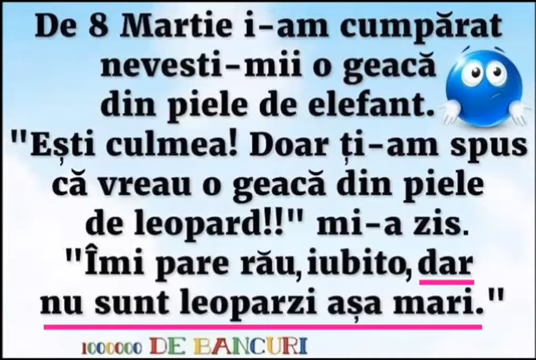 De 8 Martie i-am cumpărat
nevesti-mii o geacă
din piele de elefant.
"Ești culmea! Doar ți-am spus
că vreau o geacă din piele
de leopard!!" mi-a zis.
"Îmi pare rău, iubito, dar
nu sunt leoparzi așa mari."
1000000 DE BANCURI